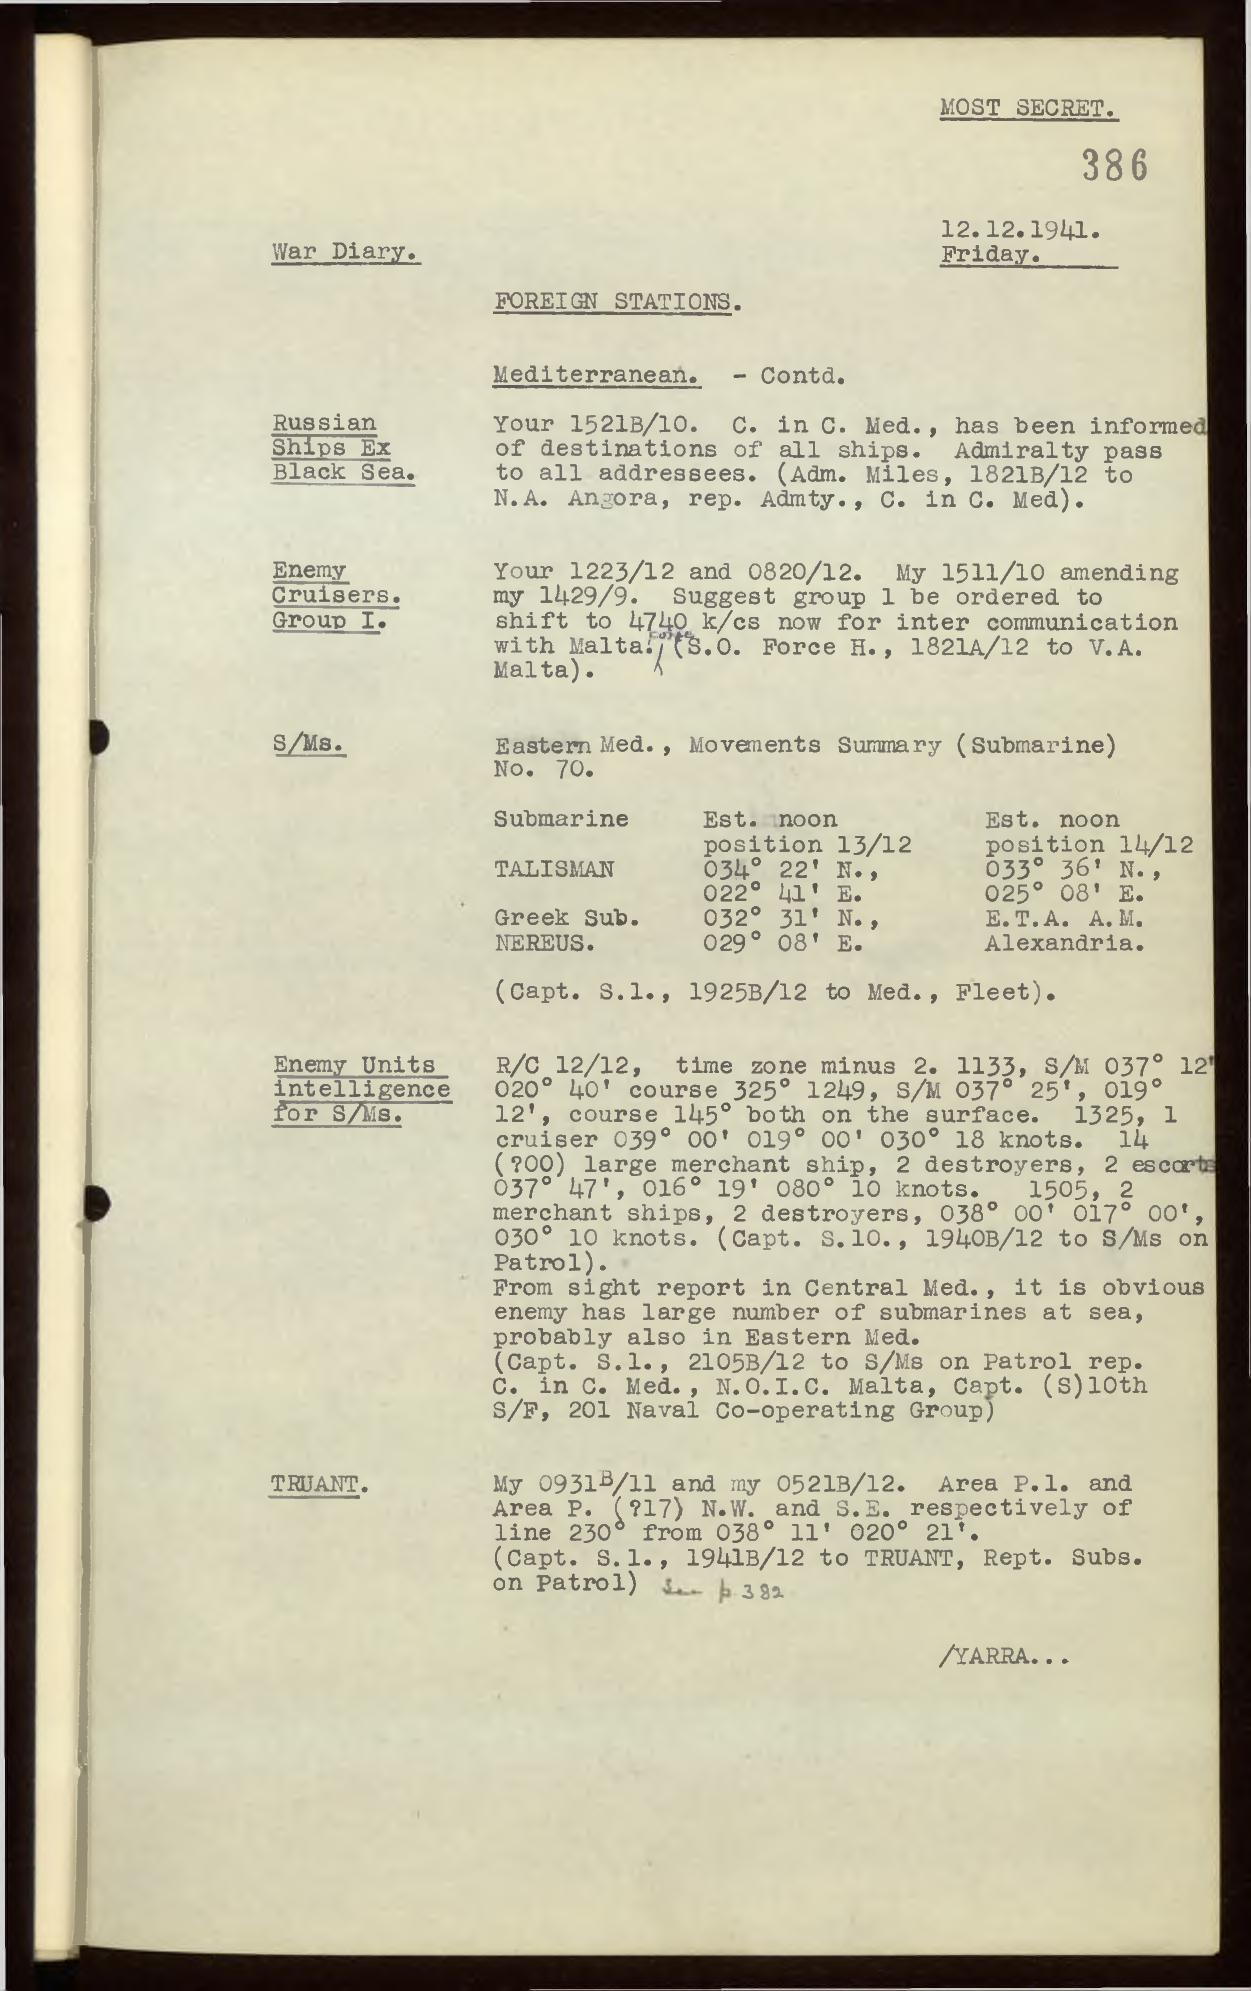 MOST SECRET.
386
12.12.1941.
War Diary.
Friday.
FOREIGN STATIONS.
Mediterranean. - Contd.
Russian Ships Ex Black Sea.
Your 1521B/10. C. in C. Med., has been informed
of destinations of all ships. Admiralty pass
to all addressees. (Adm. Miles, 1821B/12 to
N.A. Angora, rep. Admty., C. in C. Med).
Enemy Cruisers. Group I.
Your 1223/12 and 0820/12. My 1511/10 amending
my 1429/9. Suggest group 1 be ordered to
shift to 4740 k/cs now for inter communication
with Malta. (S.O. Force H., 1821A/12 to V.A.
Malta).
S/Ms.
Eastern Med., Movements Summary (Submarine)
No. 70.
Submarine Est. noon Est. noon
position 13/12 position 14/12
TALISMAN 034° 22' N., 033° 36' N.,
022° 41' E. 025° 08' E.
Greek Sub. 032° 31' N., E.T.A. A.M.
NEREUS. 029° 08' E. Alexandria.
(Capt. S.1., 1925B/12 to Med., Fleet).
Enemy Units intelligence for S/Ms.
R/C 12/12, time zone minus 2. 1133, S/M 037° 12'
020° 40' course 325° 1249, S/M 037° 25', 019°
12', course 145° both on the surface. 1325, 1
cruiser 039° 00' 019° 00' 030° 18 knots. 14
(?00) large merchant ship, 2 destroyers, 2 escorts
037° 47', 016° 19' 080° 10 knots. 1505, 2
merchant ships, 2 destroyers, 038° 00' 017° 00',
030° 10 knots. (Capt. S.10., 1940B/12 to S/Ms on
Patrol).
From sight report in Central Med., it is obvious
enemy has large number of submarines at sea,
probably also in Eastern Med.
(Capt. S.1., 2105B/12 to S/Ms on Patrol rep.
C. in C. Med., N.O.I.C. Malta, Capt. (S)10th
S/F, 201 Naval Co-operating Group)
TRUANT.
My 0931B/11 and my 0521B/12. Area P.1. and
Area P. (?17) N.W. and S.E. respectively of
line 230° from 038° 11' 020° 21'.
(Capt. S.1., 1941B/12 to TRUANT, Rept. Subs.
on Patrol) See p 382
/YARRA...